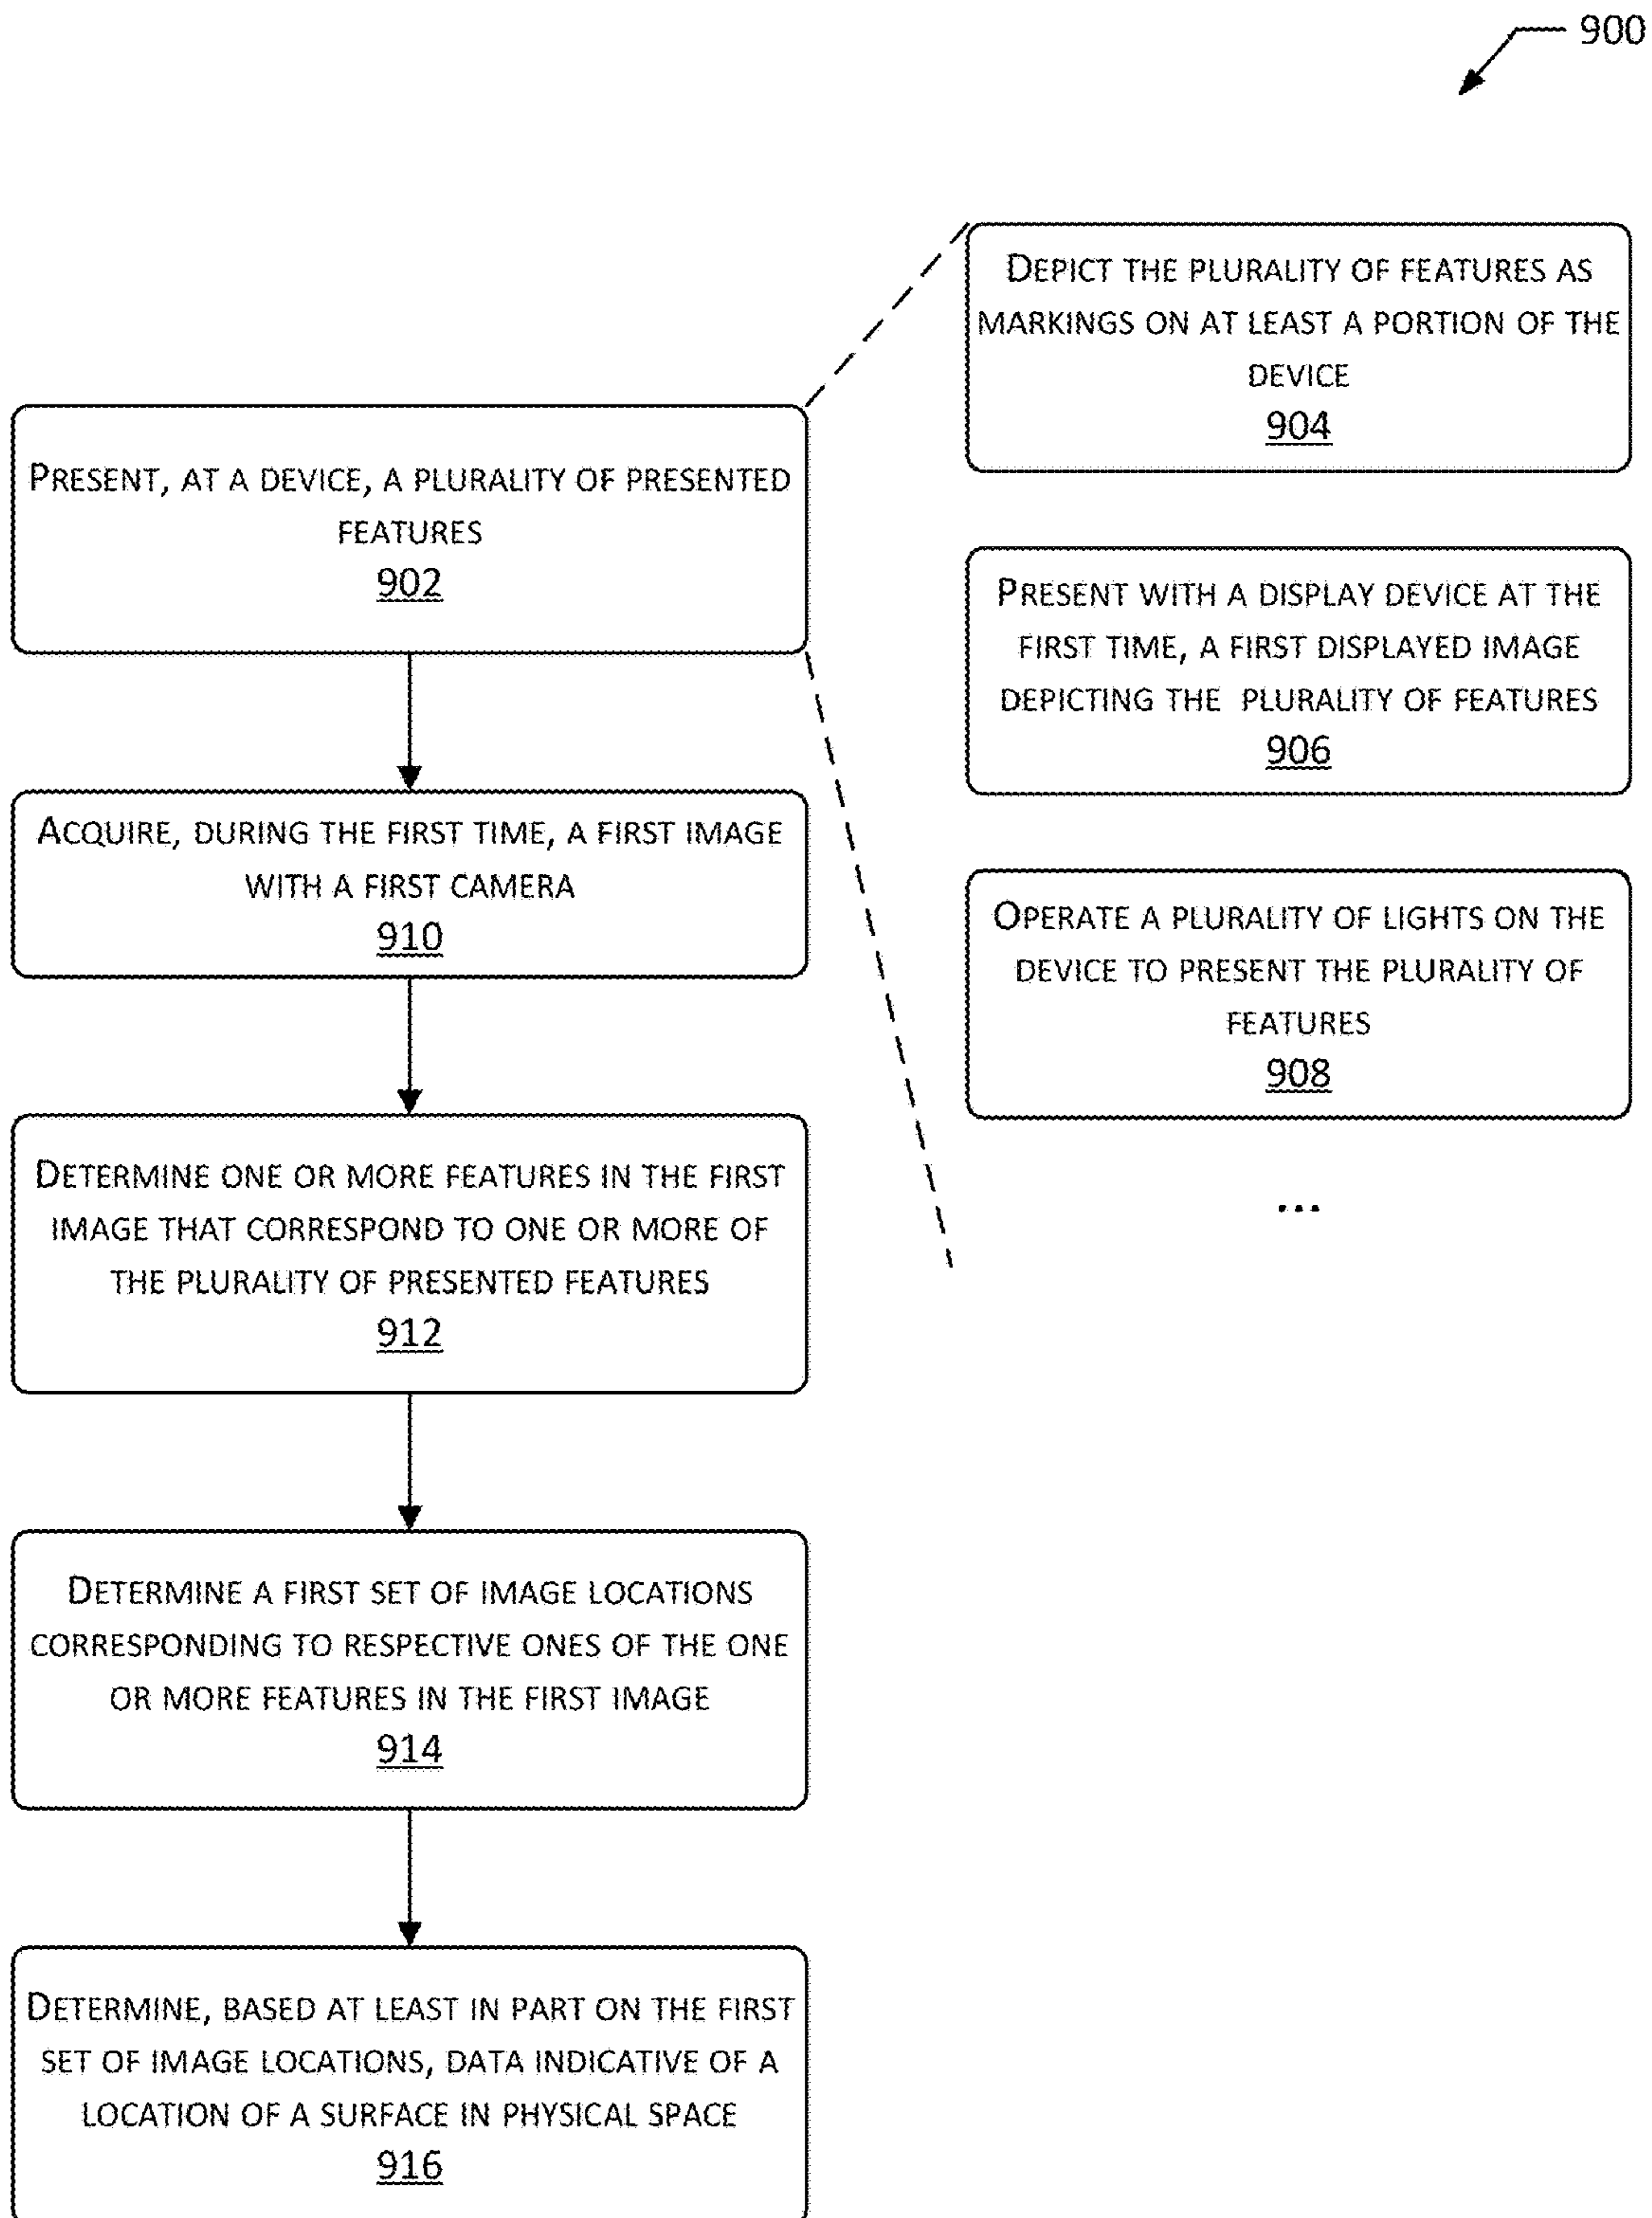 900
PRESENT, AT A DEVICE, A PLURALITY OF PRESENTED
FEATURES
902
DEPICT THE PLURALITY OF FEATURES AS
MARKINGS ON AT LEAST A PORTION OF THE
DEVICE
904
PRESENT WITH A DISPLAY DEVICE AT THE
FIRST TIME, A FIRST DISPLAYED IMAGE
DEPICTING THE PLURALITY OF FEATURES
906
OPERATE A PLURALITY OF LIGHTS ON THE
DEVICE TO PRESENT THE PLURALITY OF
FEATURES
908
...
ACQUIRE, DURING THE FIRST TIME, A FIRST IMAGE
WITH A FIRST CAMERA
910
DETERMINE ONE OR MORE FEATURES IN THE FIRST
IMAGE THAT CORRESPOND TO ONE OR MORE OF
THE PLURALITY OF PRESENTED FEATURES
912
DETERMINE A FIRST SET OF IMAGE LOCATIONS
CORRESPONDING TO RESPECTIVE ONES OF THE ONE
OR MORE FEATURES IN THE FIRST IMAGE
914
DETERMINE, BASED AT LEAST IN PART ON THE FIRST
SET OF IMAGE LOCATIONS, DATA INDICATIVE OF A
LOCATION OF A SURFACE IN PHYSICAL SPACE
916